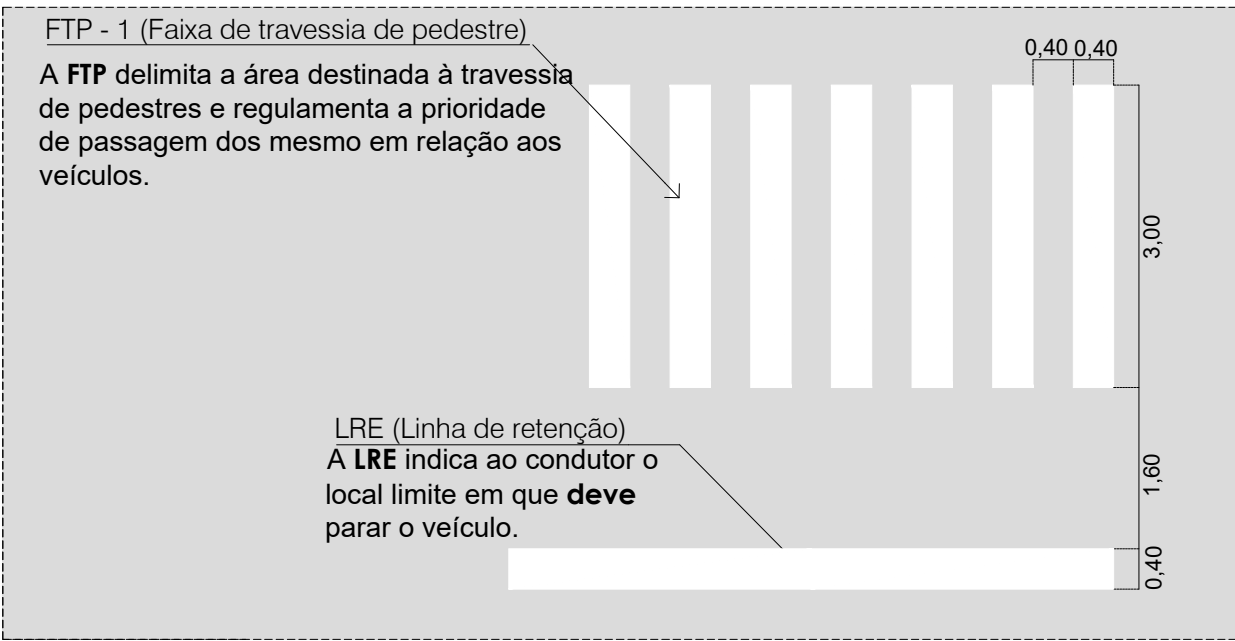 FTP - 1 (Faixa de travessia de pedestre)
A FTP delimita a área destinada à travessia
de pedestres e regulamenta a prioridade
de passagem dos mesmo em relação aos
veículos.
0,40 0,40
3,00
LRE (Linha de retenção)
A LRE indica ao condutor o
local limite em que deve
parar o veículo.
1,60
0,40